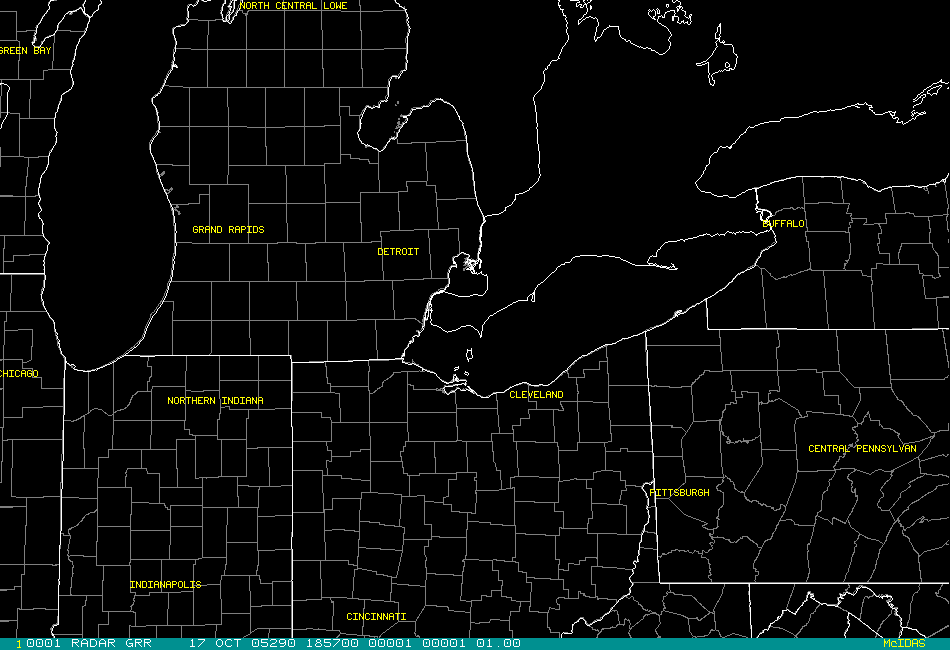 NORTH CENTRAL LOWE
GREEN BAY
BUFFALO
GRAND RAPIDS
DETROIT
CHICAGO
CLEVELAND
NORTHERN INDIANA
CENTRAL PENNSYLVAN
PITTSBURGH
INDIANAPOLIS
CINCINNATI
10001 RADAR GRR 17 OCT 05290 185700 00001 00001 01.00 McIDAS